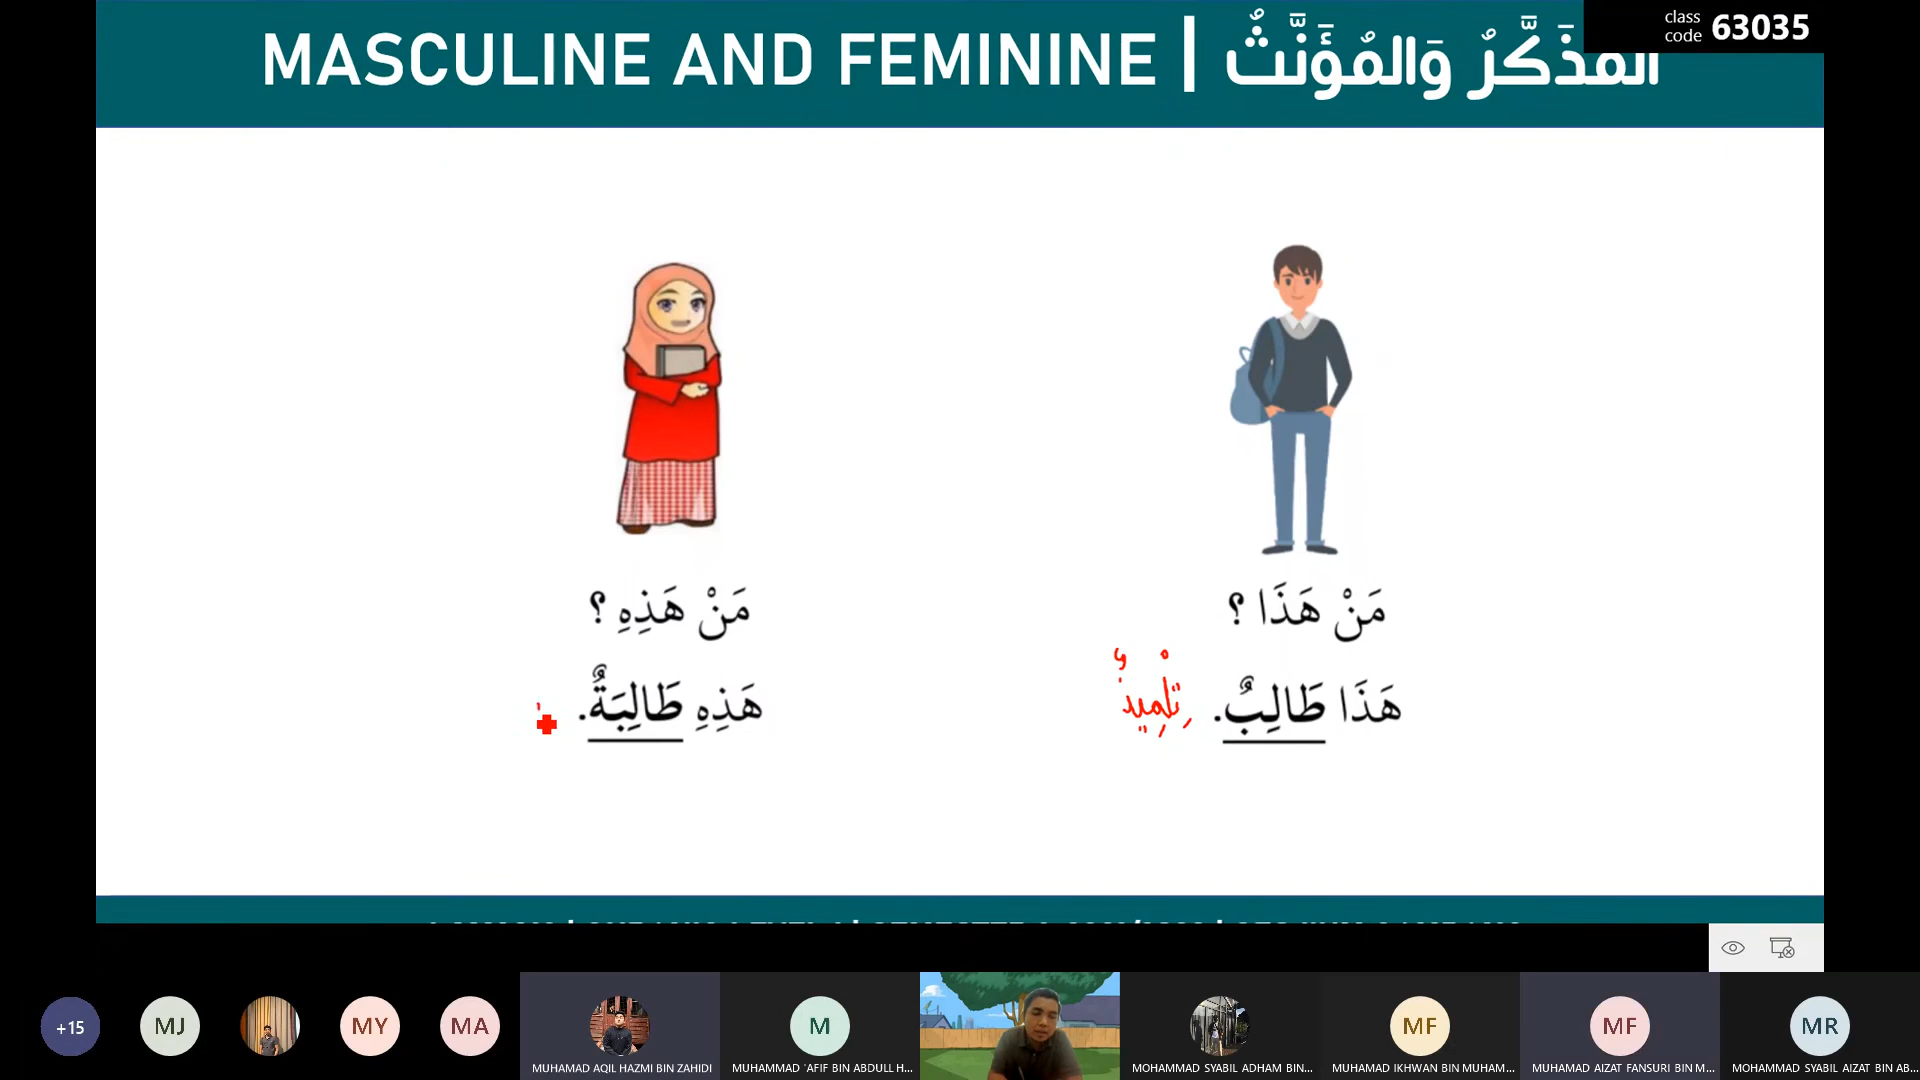 MASCULINE AND FEMININE | المُذَكَّرُ وَالمُؤَنَّثُ
class code 63035
مَنْ هَذَا ؟
هَذَا طَالِبٌ.
تِلْمِيذٌ
مَنْ هَذِهِ ؟
هَذِهِ طَالِبَةٌ.
+15
MJ
MY
MA
MUHAMAD AQIL HAZMI BIN ZAHIDI
M
MUHAMMAD 'AFIF BIN ABDULL H...
MOHAMMAD SYABIL ADHAM BIN...
MF
MUHAMAD IKHWAN BIN MUHAM...
MF
MUHAMAD AIZAT FANSURI BIN M...
MR
MOHAMMAD SYABIL AIZAT BIN AB...